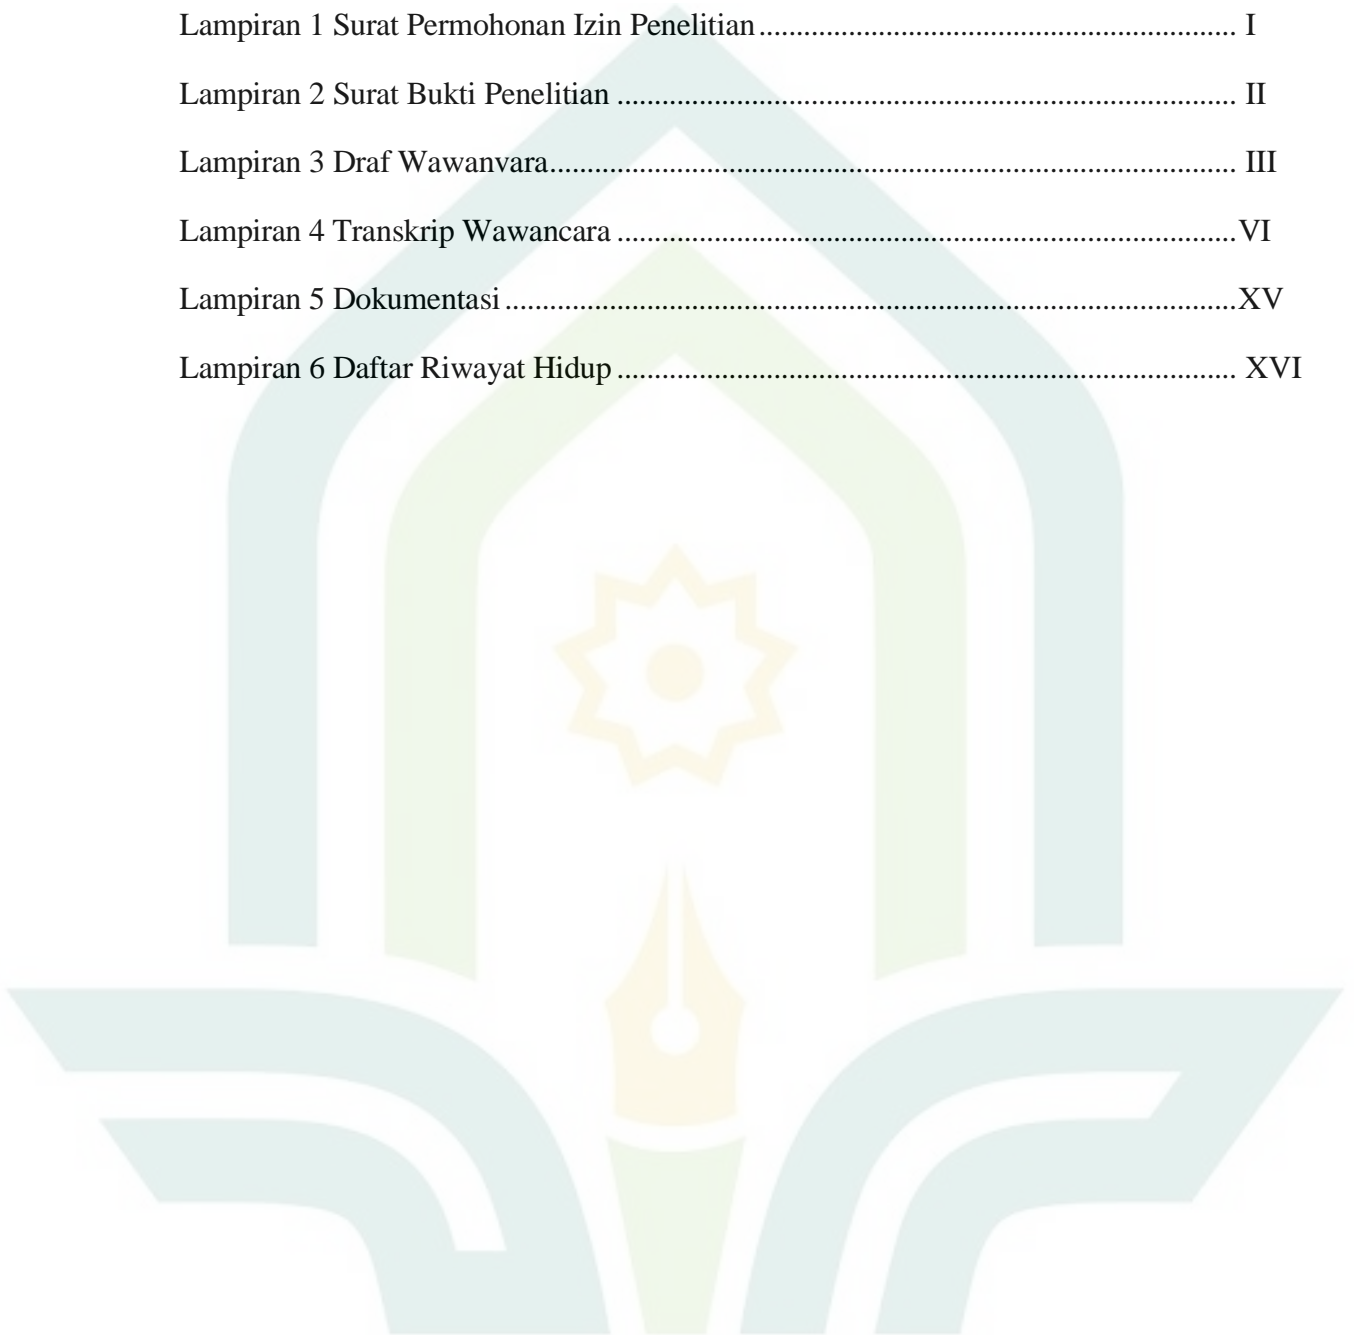 Lampiran 1 Surat Permohonan Izin Penelitian ................................................................ I
Lampiran 2 Surat Bukti Penelitian ................................................................................... II
Lampiran 3 Draf Wawanvara............................................................................................ III
Lampiran 4 Transkrip Wawancara ...................................................................................VI
Lampiran 5 Dokumentasi ..................................................................................................XV
Lampiran 6 Daftar Riwayat Hidup ................................................................................... XVI